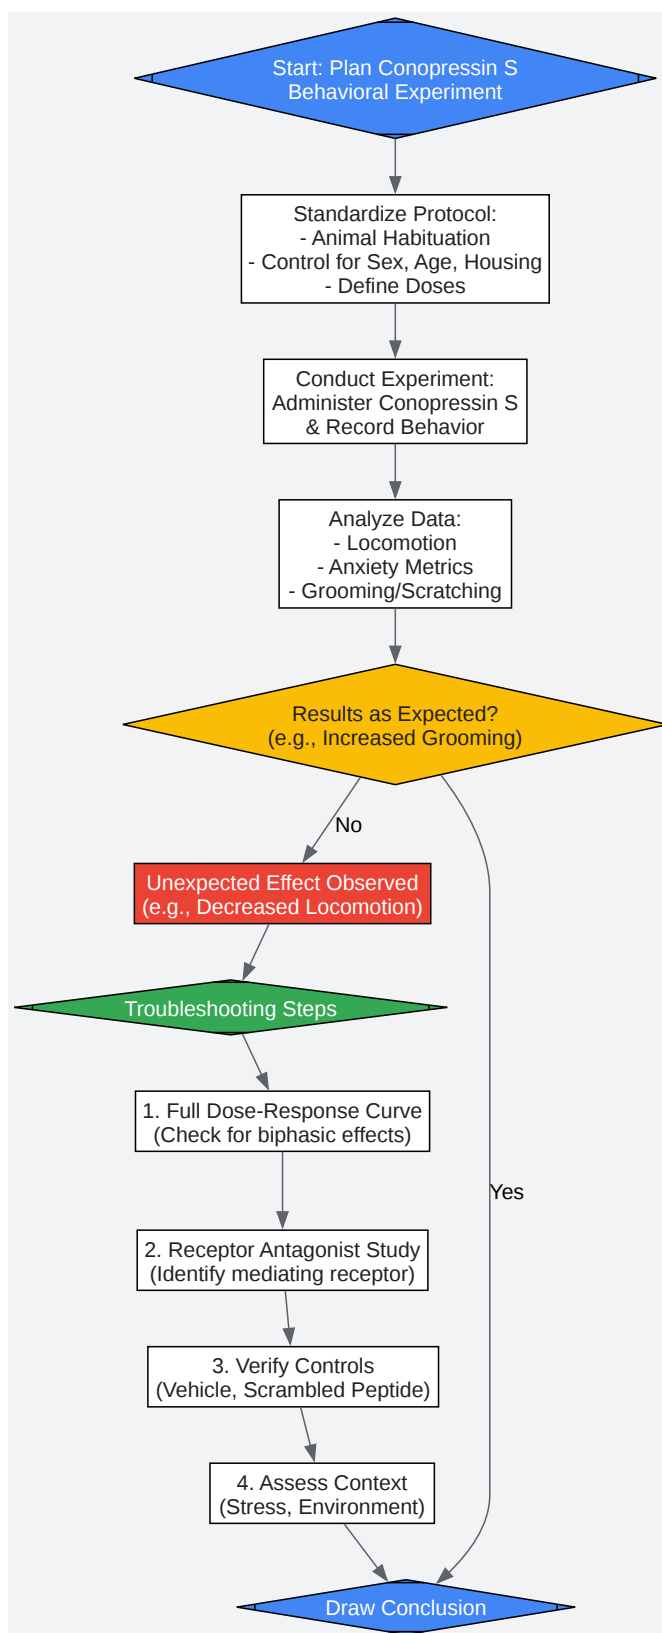 Start: Plan Conopressin S
Behavioral Experiment
Standardize Protocol:
- Animal Habituation
- Control for Sex, Age, Housing
- Define Doses
Conduct Experiment:
Administer Conopressin S
& Record Behavior
Analyze Data:
- Locomotion
- Anxiety Metrics
- Grooming/Scratching
Results as Expected?
(e.g., Increased Grooming)
No
Unexpected Effect Observed
(e.g., Decreased Locomotion)
Troubleshooting Steps
1. Full Dose-Response Curve
(Check for biphasic effects)
Yes
2. Receptor Antagonist Study
(Identify mediating receptor)
3. Verify Controls
(Vehicle, Scrambled Peptide)
4. Assess Context
(Stress, Environment)
Draw Conclusion